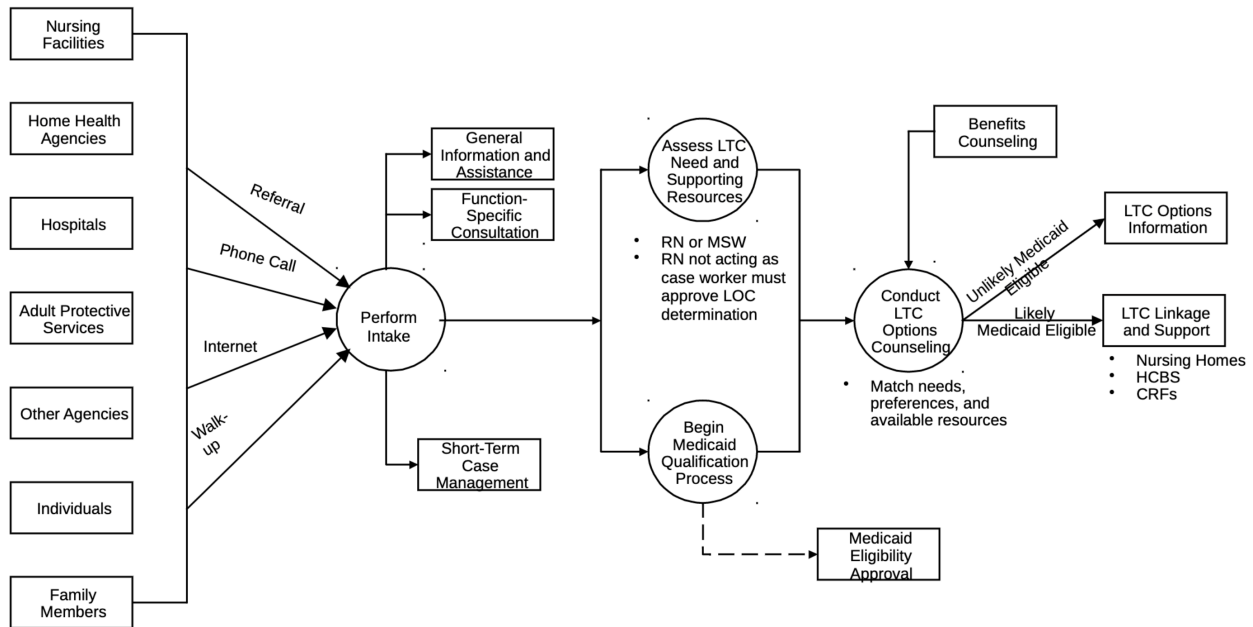 Nursing
Facilities
Home Health
Agencies
Hospitals
Adult Protective
Services
Other Agencies
Individuals
Family
Members
Referral
Phone Call
Internet
Walk-
up
Perform
Intake
General
Information and
Assistance
Function-
Specific
Consultation
Short-Term
Case
Management
Assess LTC
Need and
Supporting
Resources
• RN or MSW
• RN not acting as
case worker must
approve LOC
determination
Begin
Medicaid
Qualification
Process
Medicaid
Eligibility
Approval
Benefits
Counseling
Conduct
LTC
Options
Counseling
• Match needs,
preferences, and
available resources
Unlikely Medicaid
Eligible
Likely
Medicaid Eligible
LTC Options
Information
LTC Linkage
and Support
• Nursing Homes
• HCBS
• CRFs